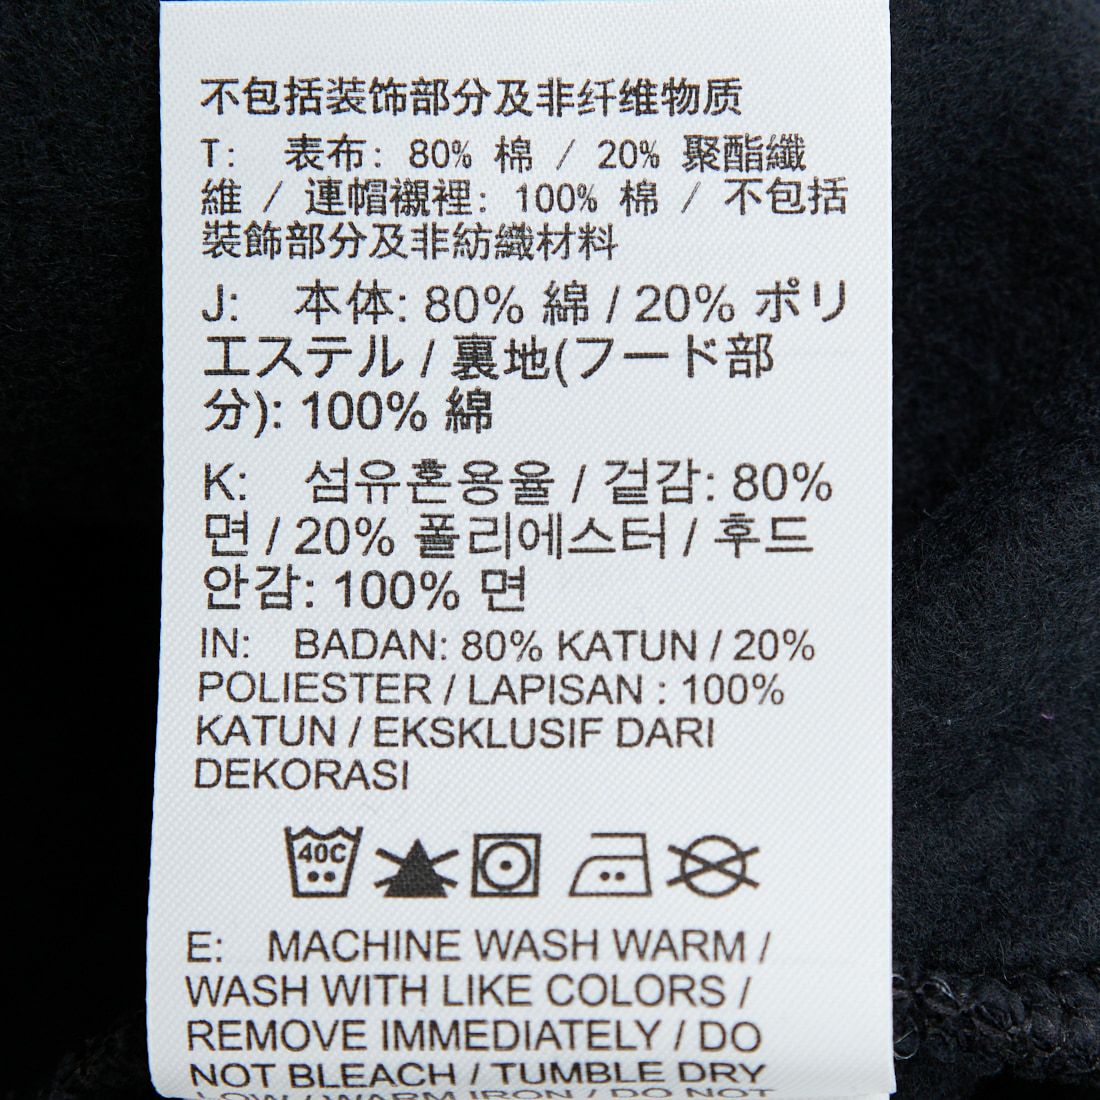 不包括装饰部分及非纤维物质
T: 表布: 80% 棉 / 20% 聚酯纖
維 / 連帽襯裡: 100% 棉 / 不包括
裝飾部分及非紡織材料
J: 本体: 80% 綿 / 20% ポリ
エステル / 裏地(フード部
分): 100% 綿
K: 섬유혼용율 / 겉감: 80%
면 / 20% 폴리에스터 / 후드
안감: 100% 면
IN: BADAN: 80% KATUN / 20%
POLIESTER / LAPISAN : 100%
KATUN / EKSKLUSIF DARI
DEKORASI
40C
E: MACHINE WASH WARM /
WASH WITH LIKE COLORS /
REMOVE IMMEDIATELY / DO
NOT BLEACH / TUMBLE DRY
LOW / WARM IRON / DO NOT